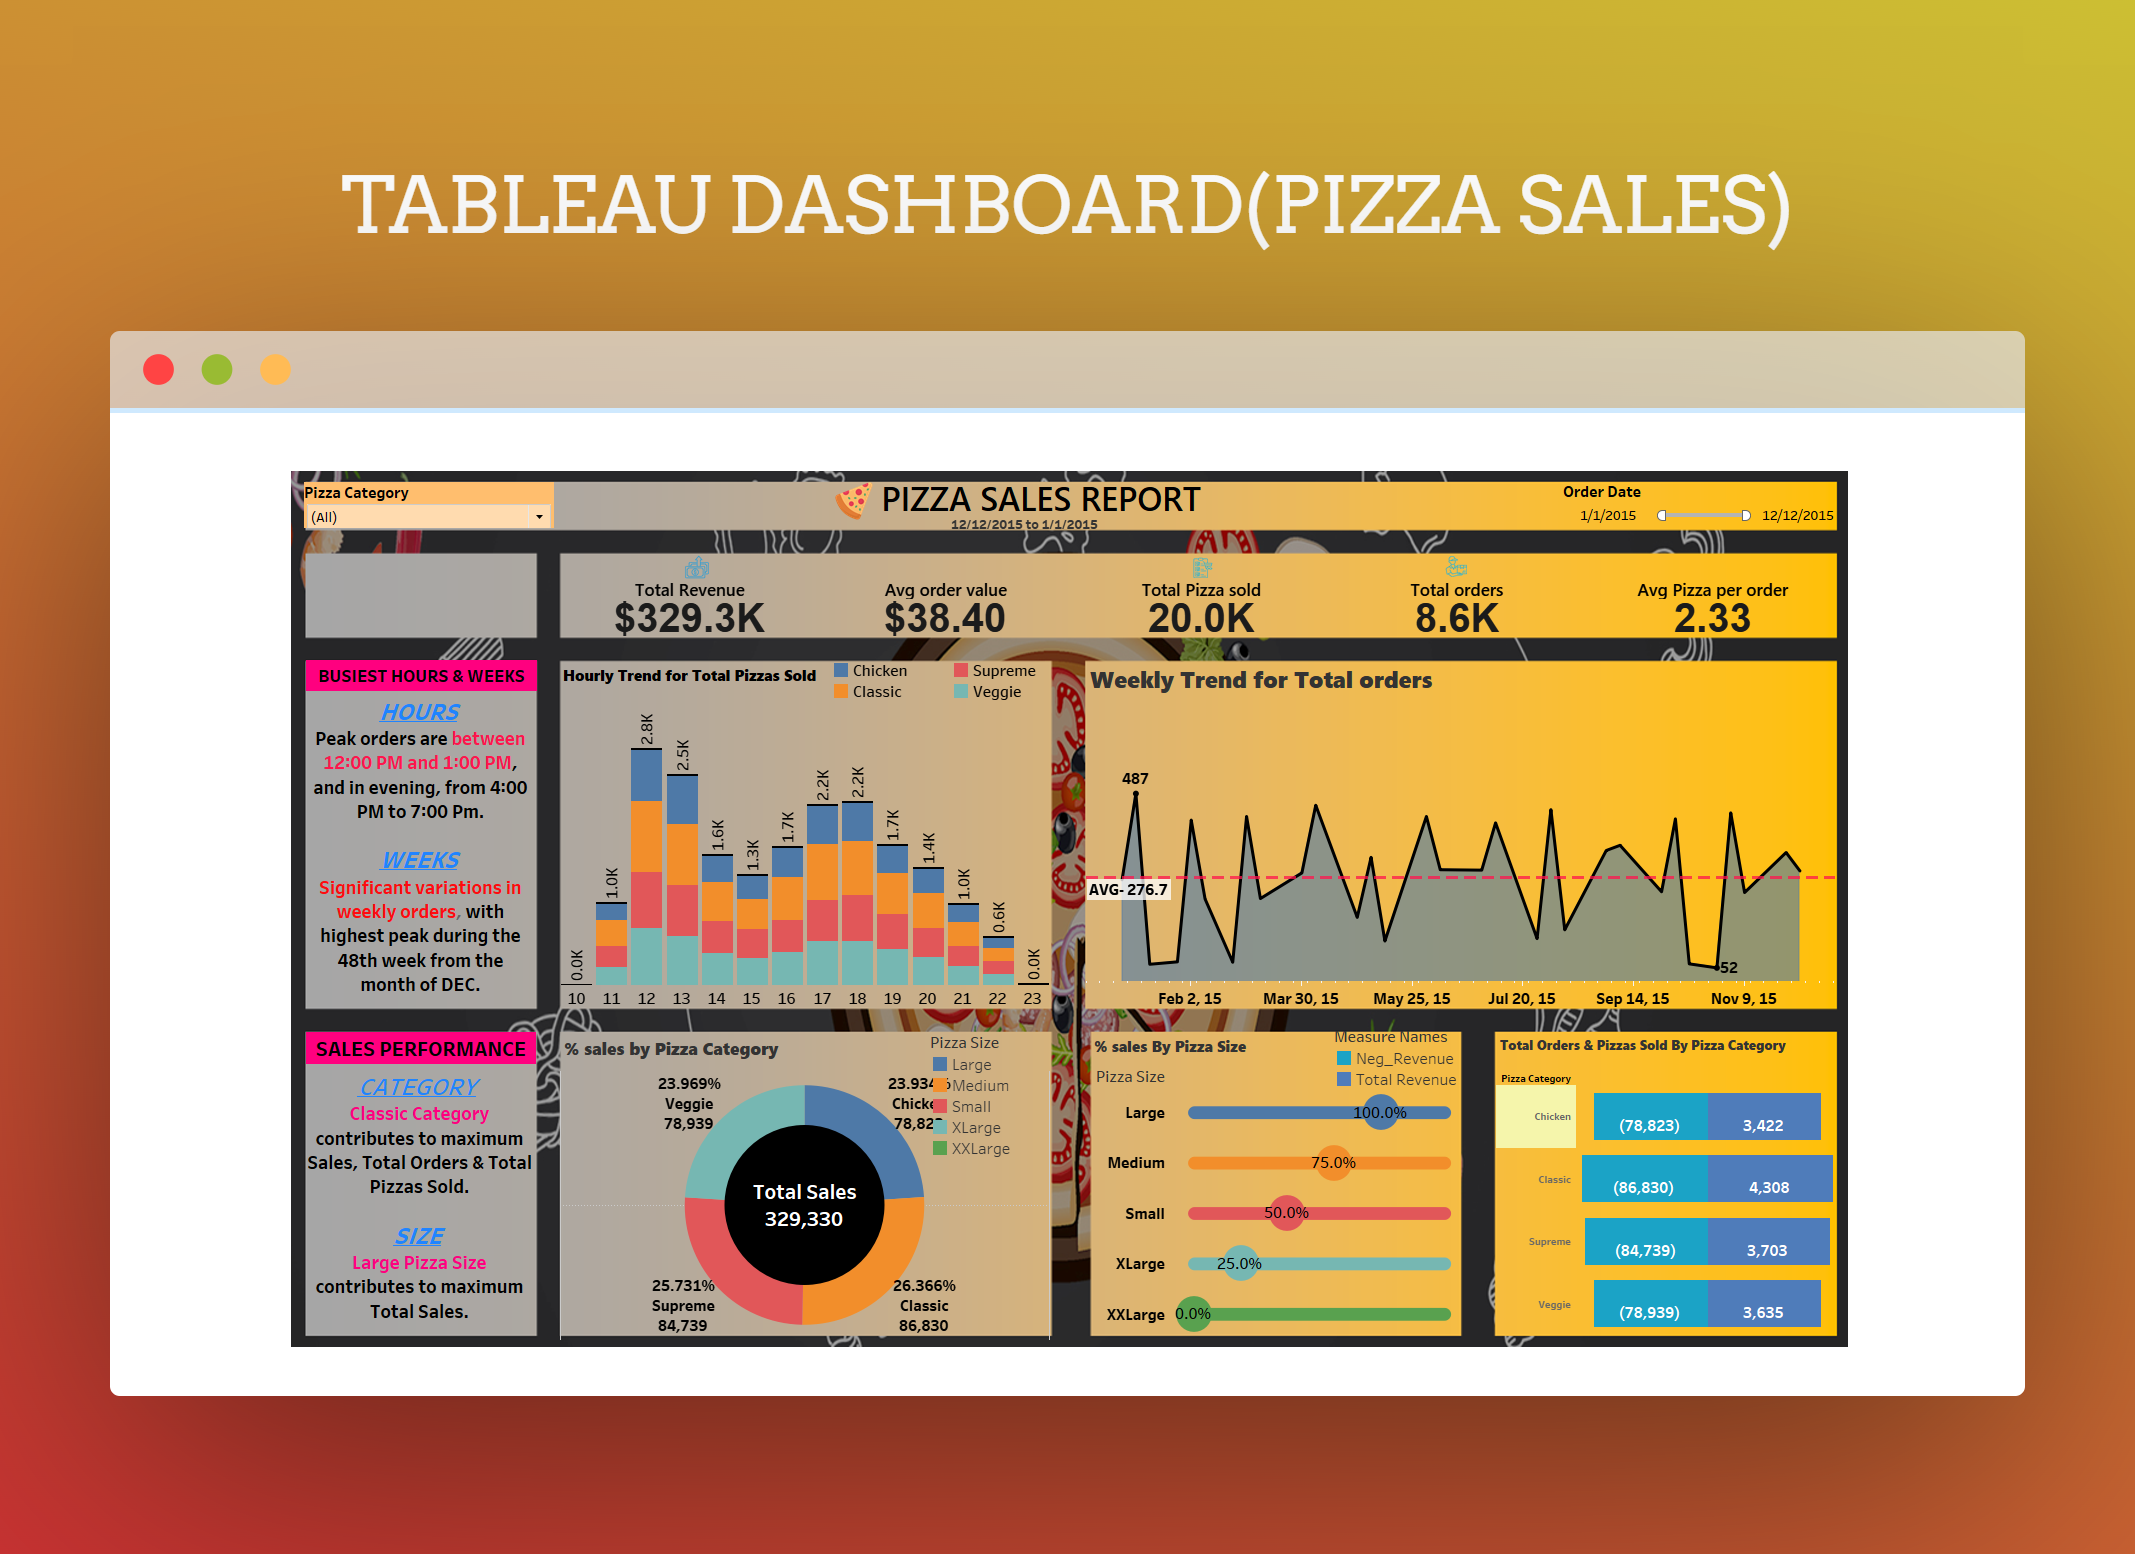 TABLEAU DASHBOARD(PIZZA SALES)
Pizza Category
(All)
PIZZA SALES REPORT
12/12/2015 to 1/1/2015
Order Date
1/1/2015
12/12/2015
Total Revenue
$329.3K
Avg order value
$38.40
Total Pizza sold
20.0K
Total orders
8.6K
Avg Pizza per order
2.33
BUSIEST HOURS & WEEKS
HOURS
Peak orders are between
12:00 PM and 1:00 PM,
and in evening, from 4:00
PM to 7:00 Pm.
WEEKS
Significant variations in
weekly orders, with
highest peak during the
48th week from the
month of DEC.
Hourly Trend for Total Pizzas Sold
Chicken
Supreme
Classic
Veggie
0.0K
1.0K
2.8K
2.5K
1.6K
1.3K
1.7K
2.2K
2.2K
1.7K
1.4K
1.0K
0.6K
0.0K
10 11 12 13 14 15 16 17 18 19 20 21 22 23
Weekly Trend for Total orders
487
AVG- 276.7
52
Feb 2, 15 Mar 30, 15 May 25, 15 Jul 20, 15 Sep 14, 15 Nov 9, 15
SALES PERFORMANCE
CATEGORY
Classic Category
contributes to maximum
Sales, Total Orders & Total
Pizzas Sold.
SIZE
Large Pizza Size
contributes to maximum
Total Sales.
% sales by Pizza Category
Pizza Size
Large
Medium
Small
XLarge
XXLarge
23.969%
Veggie
78,939
23.934
Chicke
78,82
Total Sales
329,330
25.731%
Supreme
84,739
26.366%
Classic
86,830
% sales By Pizza Size
Measure Names
Neg_Revenue
Total Revenue
Pizza Size
Large 100.0%
Medium 75.0%
Small 50.0%
XLarge 25.0%
XXLarge 0.0%
Total Orders & Pizzas Sold By Pizza Category
Pizza Category
Chicken (78,823) 3,422
Classic (86,830) 4,308
Supreme (84,739) 3,703
Veggie (78,939) 3,635